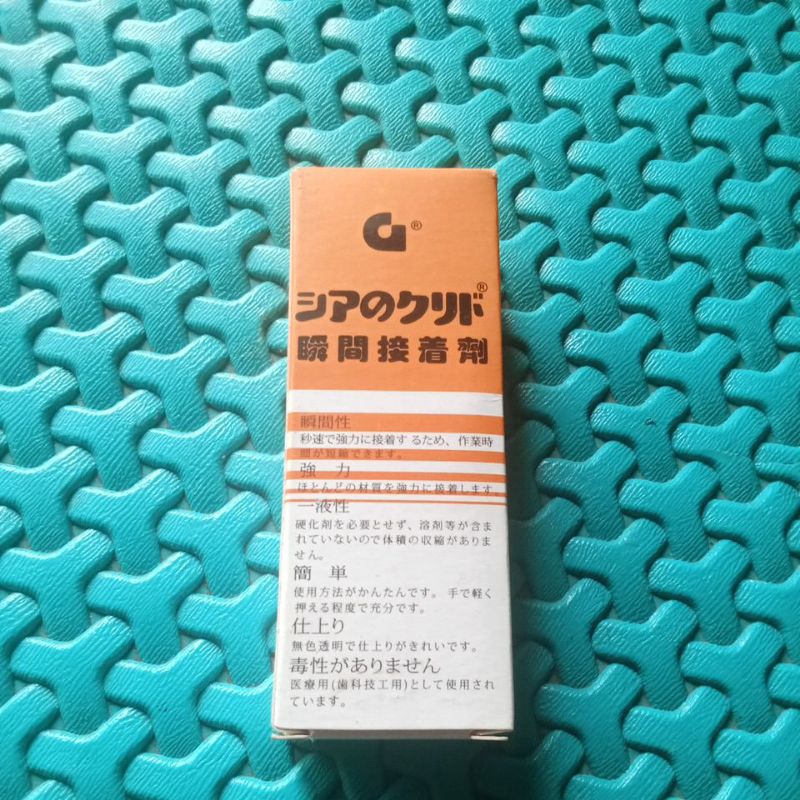 G®
シアのクリド®
瞬間接着劑
瞬間性
秒速で強力に接着するため、作業時
間が短縮できます。
強 力
ほとんどの材質を強力に接着します。
一液性
硬化剤を必要とせず、溶剤等が含ま
れていないので体積の収縮がありま
せん。
簡 単
使用方法がかんたんです。手で軽く
押える程度で充分です。
仕上り
無色透明で仕上りがきれいです。
毒性がありません
医療用(歯科技工用)として使用され
ています。